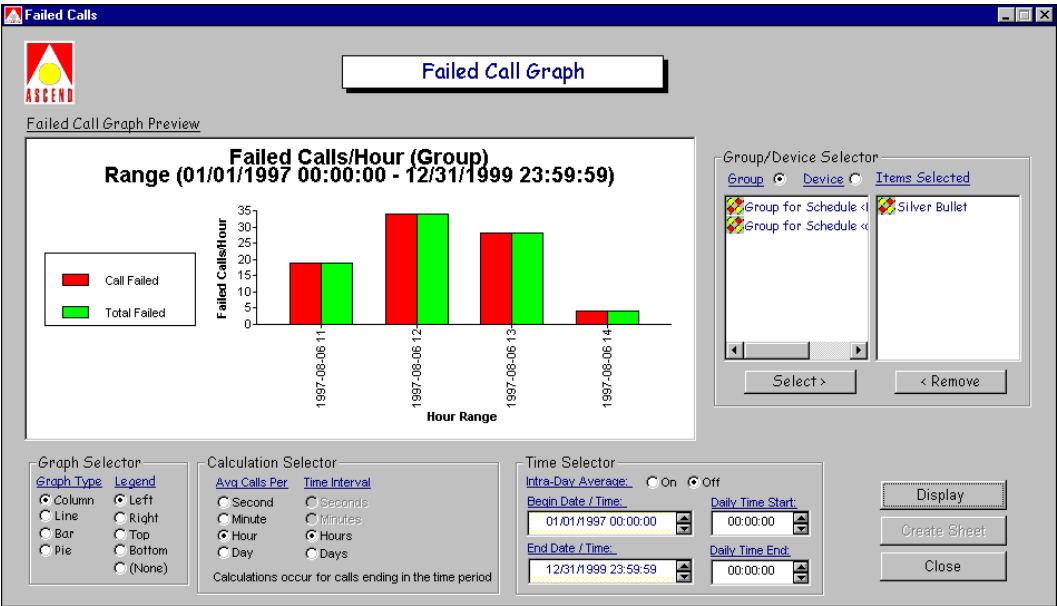 Failed Calls
ASCEND
Failed Call Graph
Failed Call Graph Preview
Failed Calls/Hour (Group)
Range (01/01/1997 00:00:00 - 12/31/1999 23:59:59)
Call Failed
Total Failed
Failed Calls/Hour
35
30
25
20
15
10
5
0
1997-08-06 11
1997-08-06 12
1997-08-06 13
1997-08-06 14
Hour Range
Group/Device Selector
Group Device Items Selected
Group for Schedule <
Group for Schedule <
Silver Bullet
Select >
< Remove
Graph Selector
Graph Type Legend
Column Left
Line Right
Bar Top
Pie Bottom
(None)
Calculation Selector
Avg Calls Per Time Interval
Second Seconds
Minute Minutes
Hour Hours
Day Days
Calculations occur for calls ending in the time period
Time Selector
Intra-Day Average: On Off
Begin Date / Time: Daily Time Start:
01/01/1997 00:00:00 00:00:00
End Date / Time: Daily Time End:
12/31/1999 23:59:59 00:00:00
Display
Create Sheet
Close